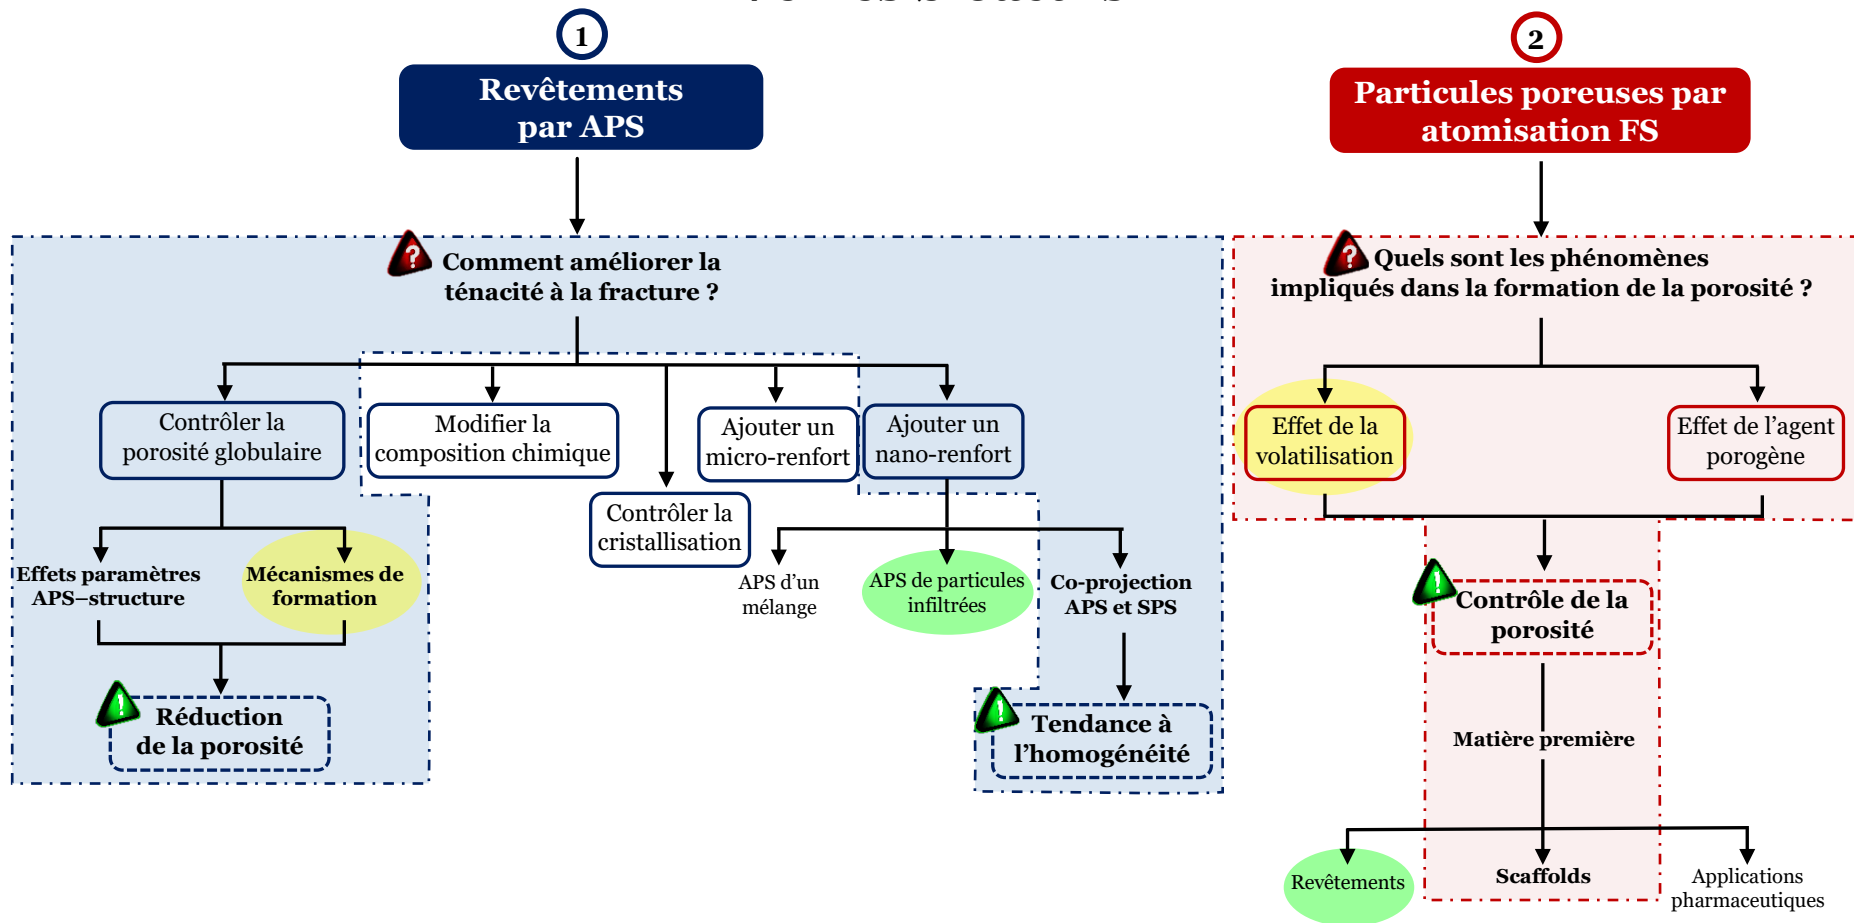 1
Revêtements
par APS
Comment améliorer la
ténacité à la fracture ?
Contrôler la
porosité globulaire
Modifier la
composition chimique
Contrôler la
cristallisation
Ajouter un
micro-renfort
Ajouter un
nano-renfort
Effets paramètres
APS–structure
Mécanismes de
formation
APS d’un
mélange
APS de particules
infiltrées
Co-projection
APS et SPS
Réduction
de la porosité
Tendance à
l’homogénéité
2
Particules poreuses par
atomisation FS
Quels sont les phénomènes
impliqués dans la formation de la porosité ?
Effet de la
volatilisation
Effet de l’agent
porogène
Contrôle de la
porosité
Matière première
Revêtements
Scaffolds
Applications
pharmaceutiques